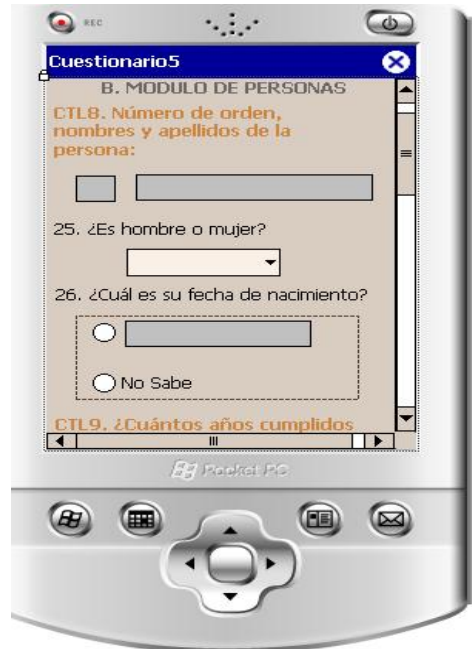 REC
Cuestionario5
B. MODULO DE PERSONAS
CTL8. Número de orden,
nombres y apellidos de la
persona:
25. ¿Es hombre o mujer?
26. ¿Cuál es su fecha de nacimiento?
No Sabe
CTL9. ¿Cuántos años cumplidos
Pocket PC